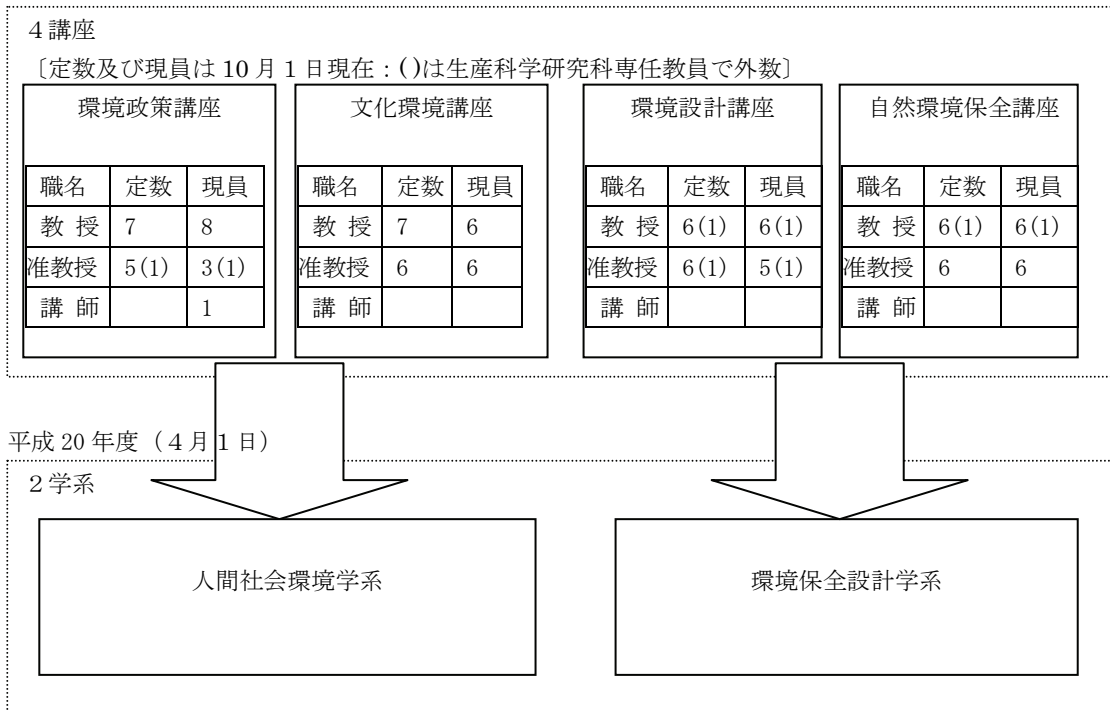 ４講座
〔定数及び現員は 10 月１日現在：( )は生産科学研究科専任教員で外数〕
環境政策講座
職名 定数 現員
教 授 7 8
准教授 5(1) 3(1)
講 師 1
文化環境講座
職名 定数 現員
教 授 7 6
准教授 6 6
講 師
環境設計講座
職名 定数 現員
教 授 6(1) 6(1)
准教授 6(1) 5(1)
講 師
自然環境保全講座
職名 定数 現員
教 授 6(1) 6(1)
准教授 6 6
講 師
平成 20 年度（４月１日）
２学系
人間社会環境学系
環境保全設計学系